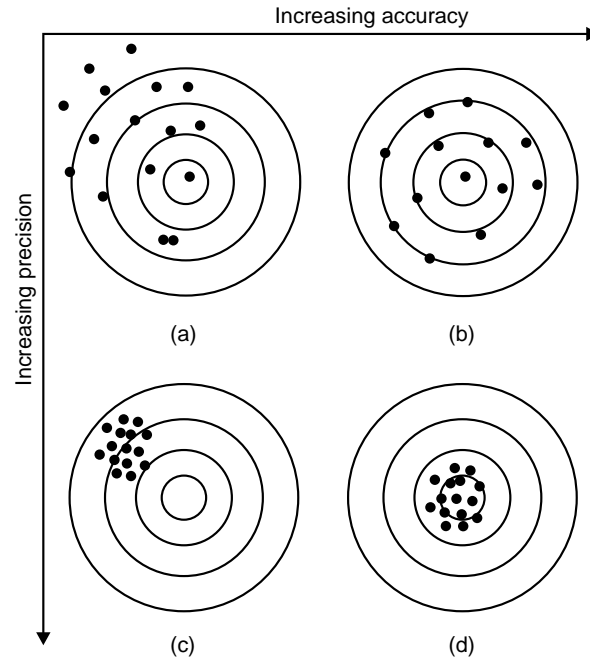 Increasing accuracy
Increasing precision
(a)
(b)
(c)
(d)